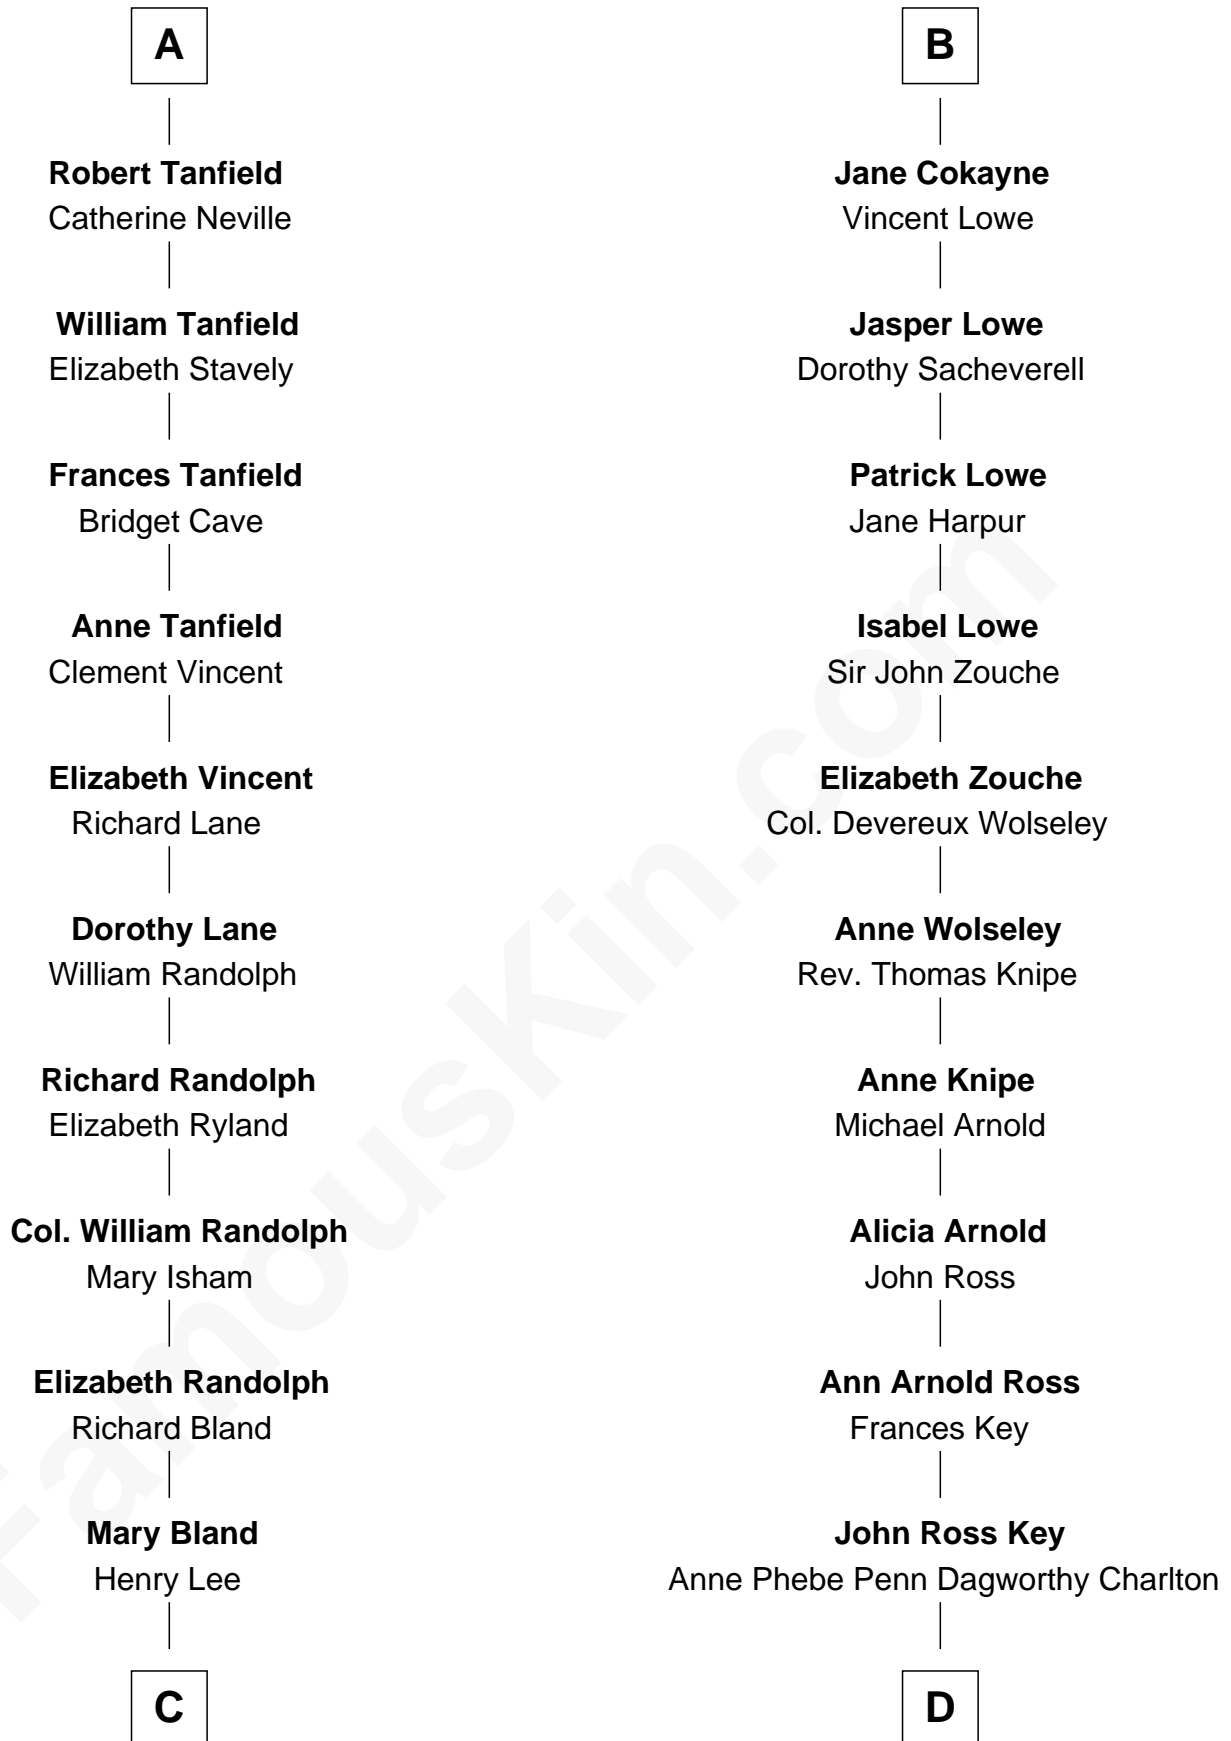 A
Robert Tanfield
Catherine Neville
William Tanfield
Elizabeth Stavely
Frances Tanfield
Bridget Cave
Anne Tanfield
Clement Vincent
Elizabeth Vincent
Richard Lane
Dorothy Lane
William Randolph
Richard Randolph
Elizabeth Ryland
Col. William Randolph
Mary Isham
Elizabeth Randolph
Richard Bland
Mary Bland
Henry Lee
C
B
Jane Cokayne
Vincent Lowe
Jasper Lowe
Dorothy Sacheverell
Patrick Lowe
Jane Harpur
Isabel Lowe
Sir John Zouche
Elizabeth Zouche
Col. Devereux Wolseley
Anne Wolseley
Rev. Thomas Knipe
Anne Knipe
Michael Arnold
Alicia Arnold
John Ross
Ann Arnold Ross
Frances Key
John Ross Key
Anne Phebe Penn Dagworthy Charlton
D
FamousKin.com